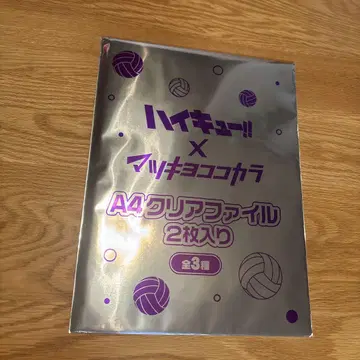 ハイキュー!!
×
マツキヨココカラ
A4クリアファイル
2枚入り
全3種